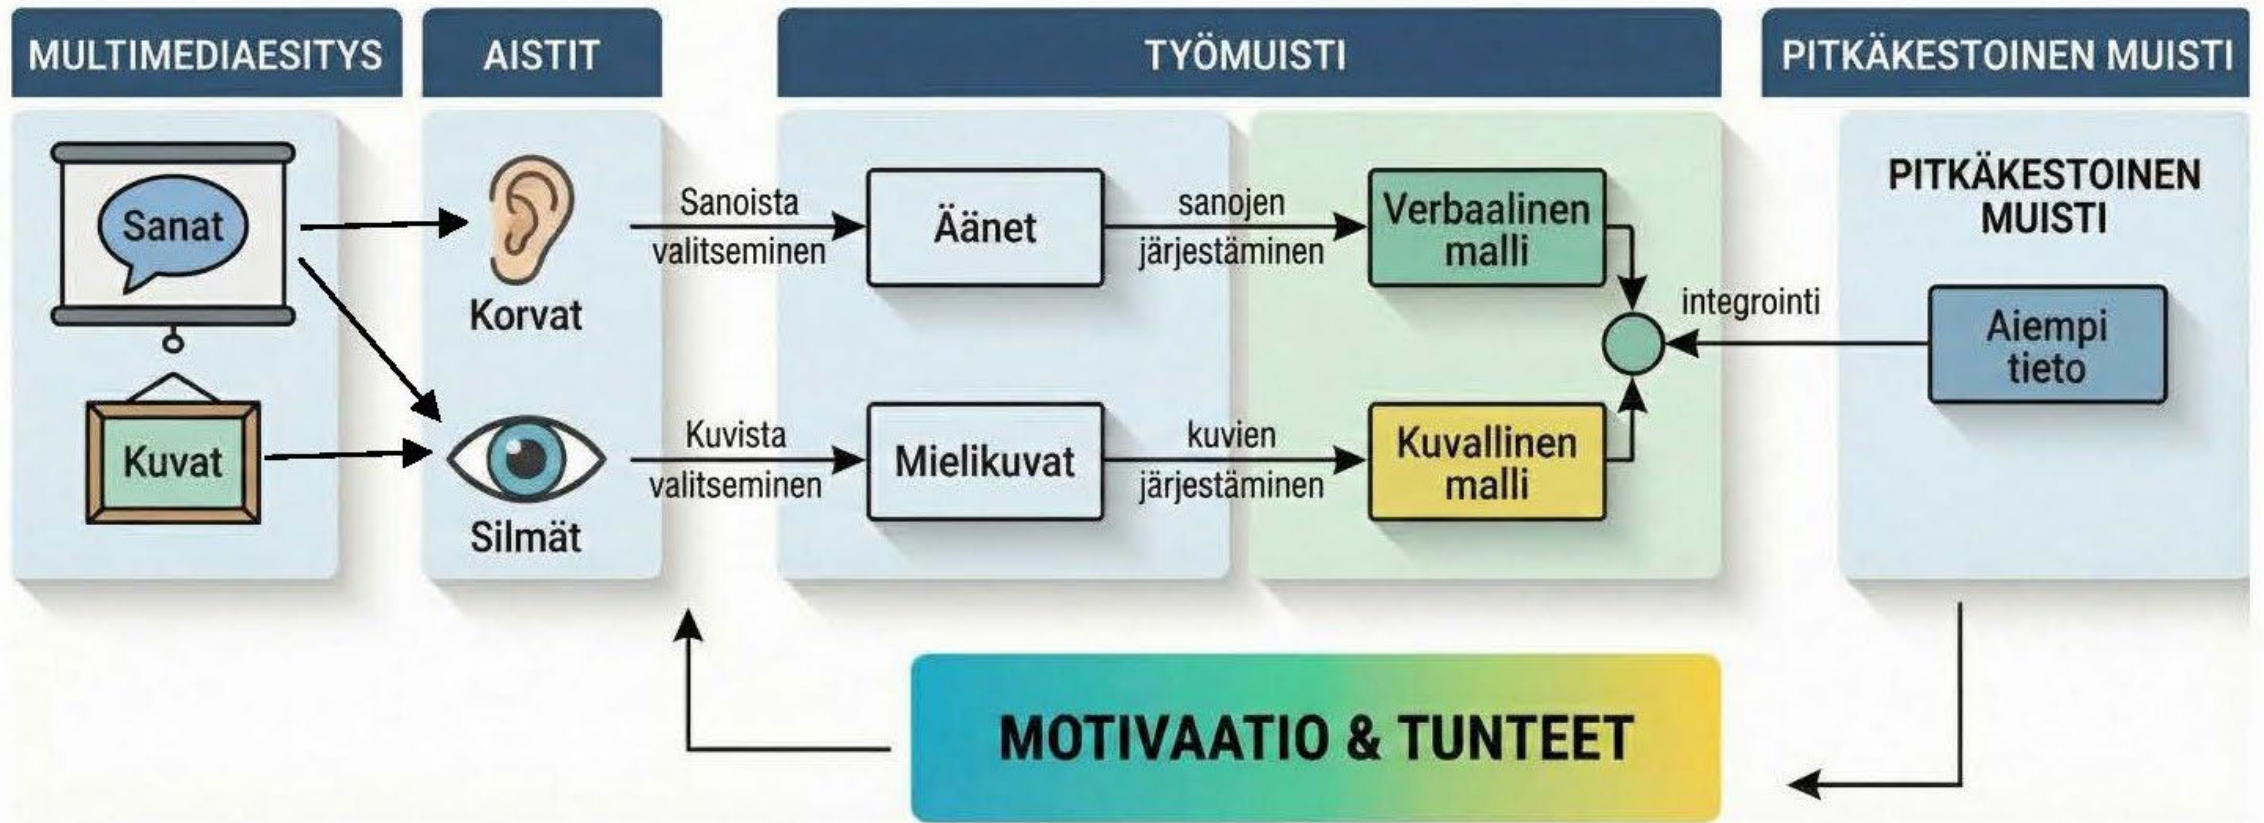 MULTIMEDIAESITYS
AISTIT
TYÖMUISTI
PITKÄKESTOINEN MUISTI
Sanat
Kuvat
Korvat
Silmät
Sanoista
valitseminen
Kuvista
valitseminen
Äänet
Mielikuvat
sanojen
järjestäminen
kuvien
järjestäminen
Verbaalinen
malli
Kuvallinen
malli
integrointi
PITKÄKESTOINEN
MUISTI
Aiempi
tieto
MOTIVAATIO & TUNTEET